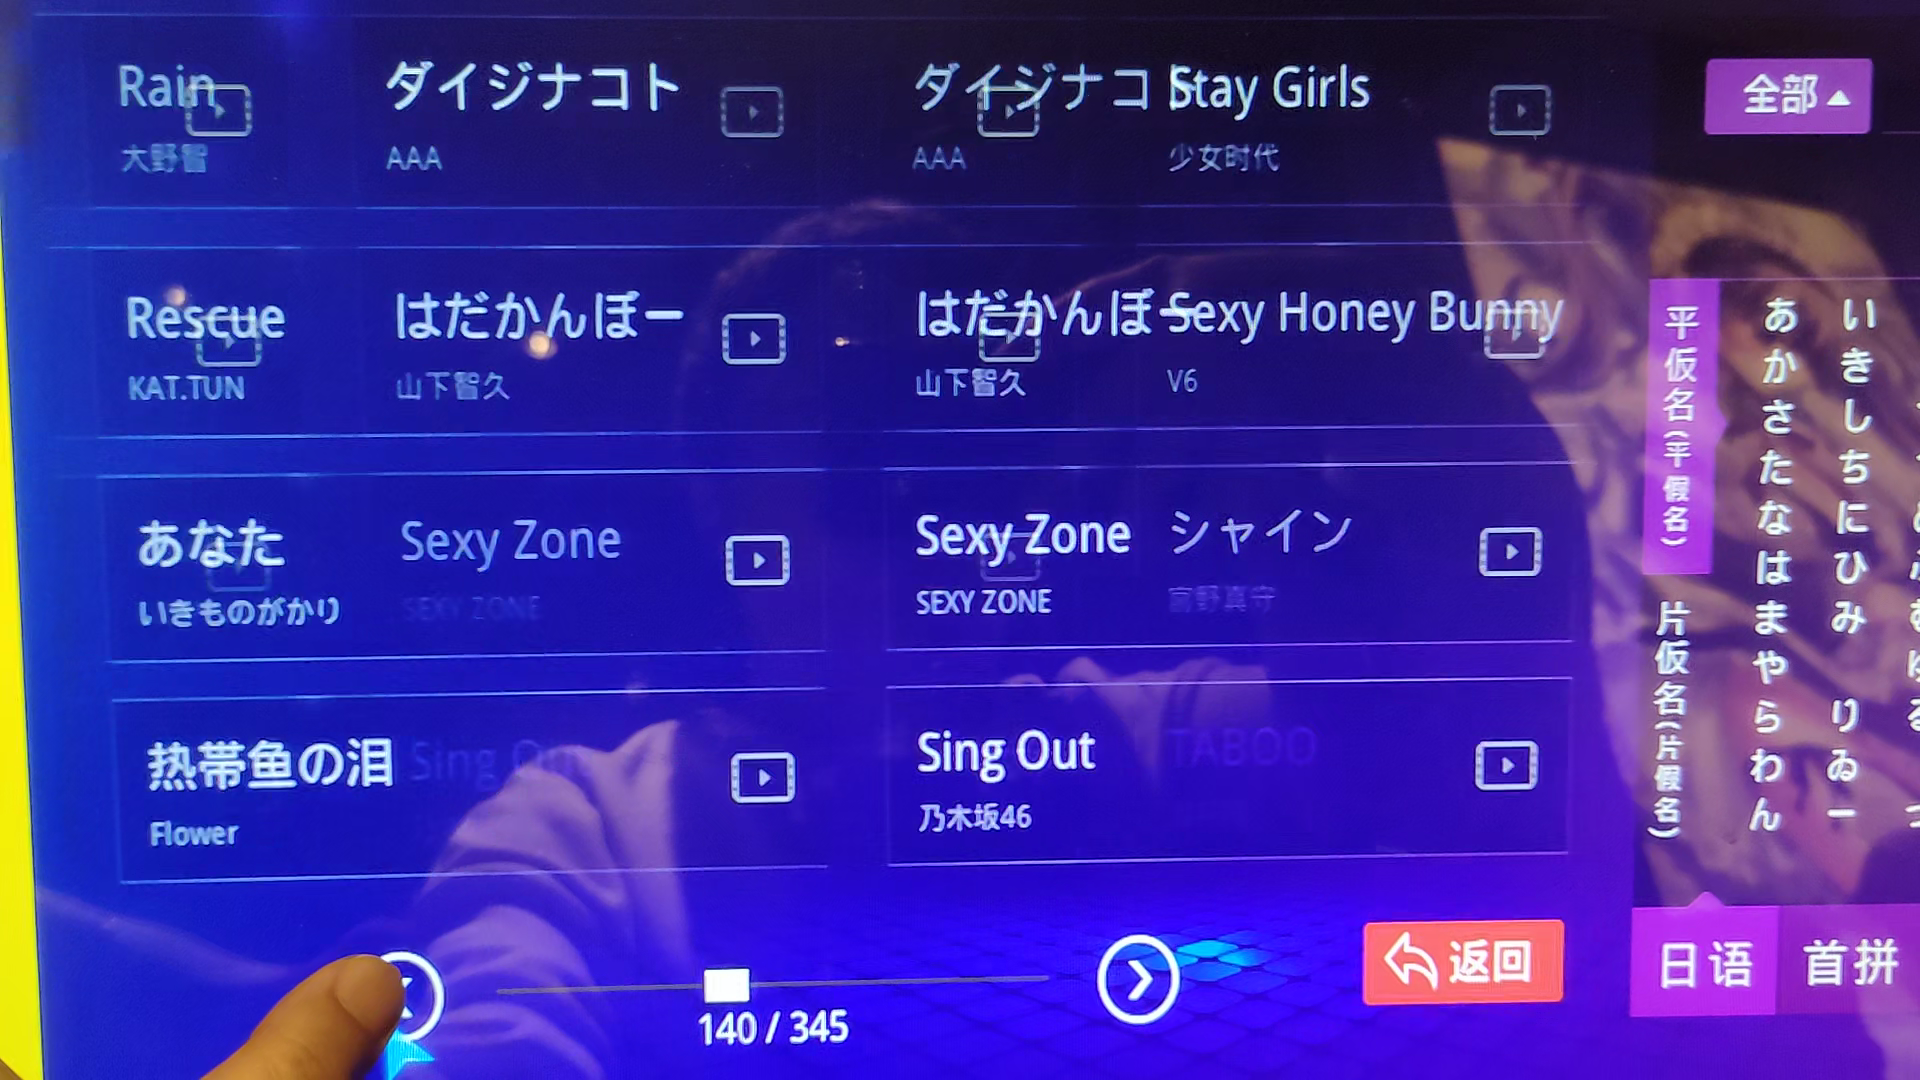 Rain
大野智
ダイジナコト
AAA
ダイジナコト
AAA
Stay Girls
少女时代
Rescue
KAT.TUN
はだかんぼー
山下智久
はだかんぼー
山下智久
Sexy Honey Bunny
V6
あなた
いきものがかり
Sexy Zone
SEXY ZONE
Sexy Zone
SEXY ZONE
シャイン
宮野真守
热帯鱼の泪
Flower
Sing Out
Sing Out
乃木坂46
TABOO
140 / 345
返回
全部
平仮名(平假名)
片仮名(片假名)
あかさたなはまやらわん
いきしちにひみ りゐー
日语
首拼